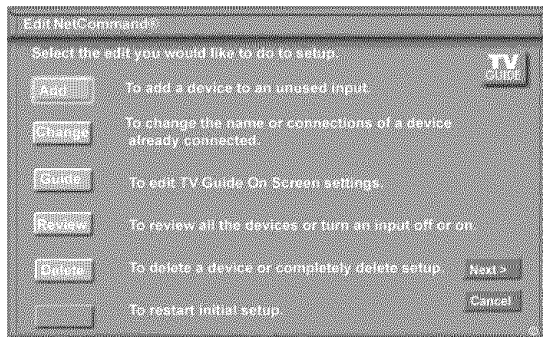 Edit NetCommand®
Select the edit you would like to do to setup.
TV
GUIDE
Add
To add a device to an unused input.
Change
To change the name or connections of a device
already connected.
Guide
To edit TV Guide On Screen settings.
Review
To review all the devices or turn an input off or on
Delete
To delete a device or completely delete setup.
Next >
To restart initial setup.
Cancel